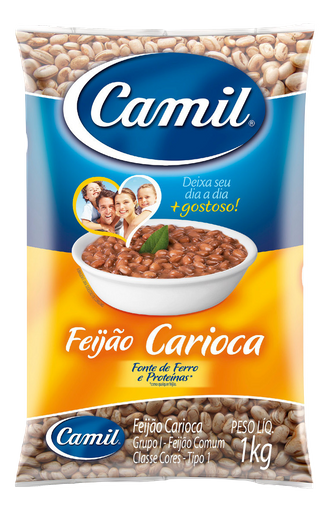 Camil®
Deixa seu
dia a dia
+gostoso!
Feijão Carioca
Fonte de Ferro
e Proteínas*
Camil®
Feijão Carioca
Grupo I - Feijão Comum
Classe Cores - Tipo 1
PESO LÍQ.
1kg